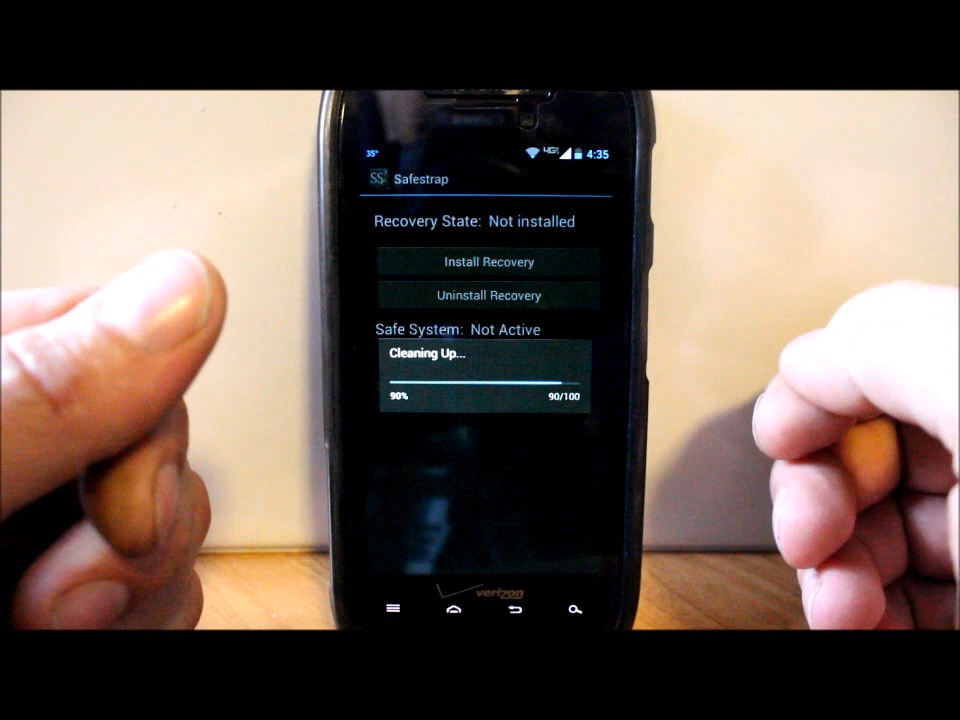 35°
4G
4:35
SS3
Safestrap
Recovery State: Not installed
Install Recovery
Uninstall Recovery
Safe System: Not Active
Cleaning Up...
90%
90/100
verizon